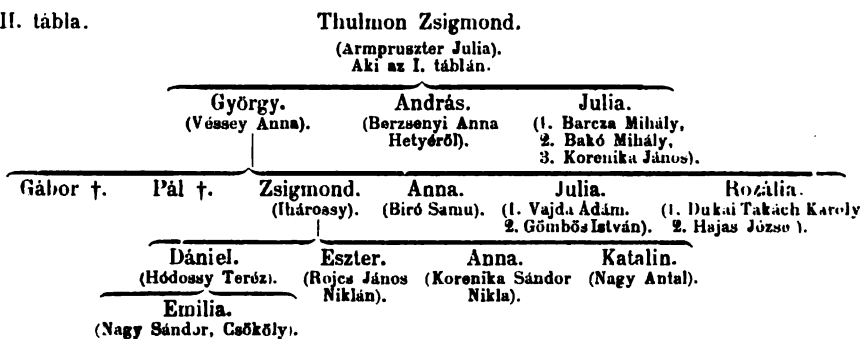 II. tábla.
Thulmon Zsigmond.
(Armpruszter Julia).
Aki az I. táblán.
György. András. Julia.
(Véssey Anna). (Berzsenyi Anna (1. Barcza Mihály,
Hetyéről). 2. Bakó Mihály,
3. Korenika János).
Gábor †. Pál †. Zsigmond. Anna. Julia. Rozália.
(Ihárossy). (Biró Samu). (1. Vajda Ádám. (1. Dukai Takách Karoly
2. Gömbös István). 2. Hajas Józse ).
Dániel. Eszter. Anna. Katalin.
(Hódossy Teréz). (Rojcs János (Korenika Sándor (Nagy Antal).
Niklán). Nikla).
Emilia.
(Nagy Sándor, Csököly).